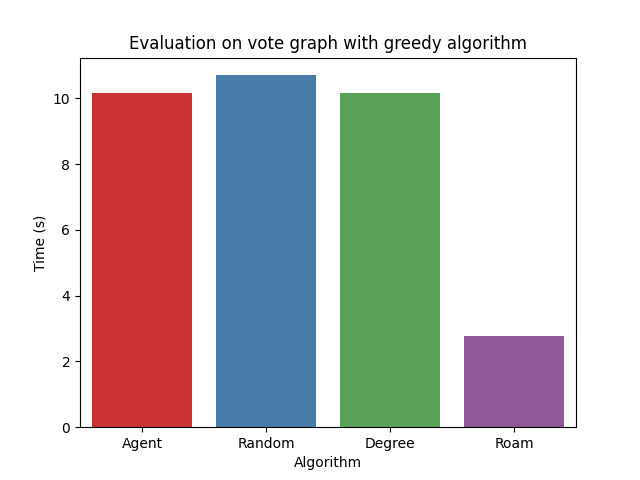 Evaluation on vote graph with greedy algorithm
Time (s)
10
8
6
4
2
0
Agent Random Degree Roam
Algorithm